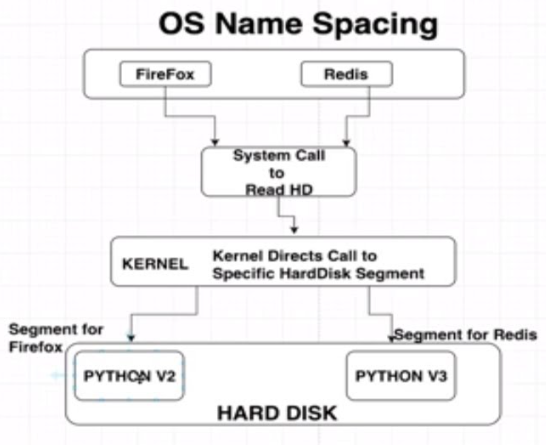 OS Name Spacing
FireFox
Redis
System Call
to
Read HD
KERNEL
Kernel Directs Call to
Specific HardDisk Segment
Segment for
Firefox
Segment for Redis
PYTHON V2
PYTHON V3
HARD DISK